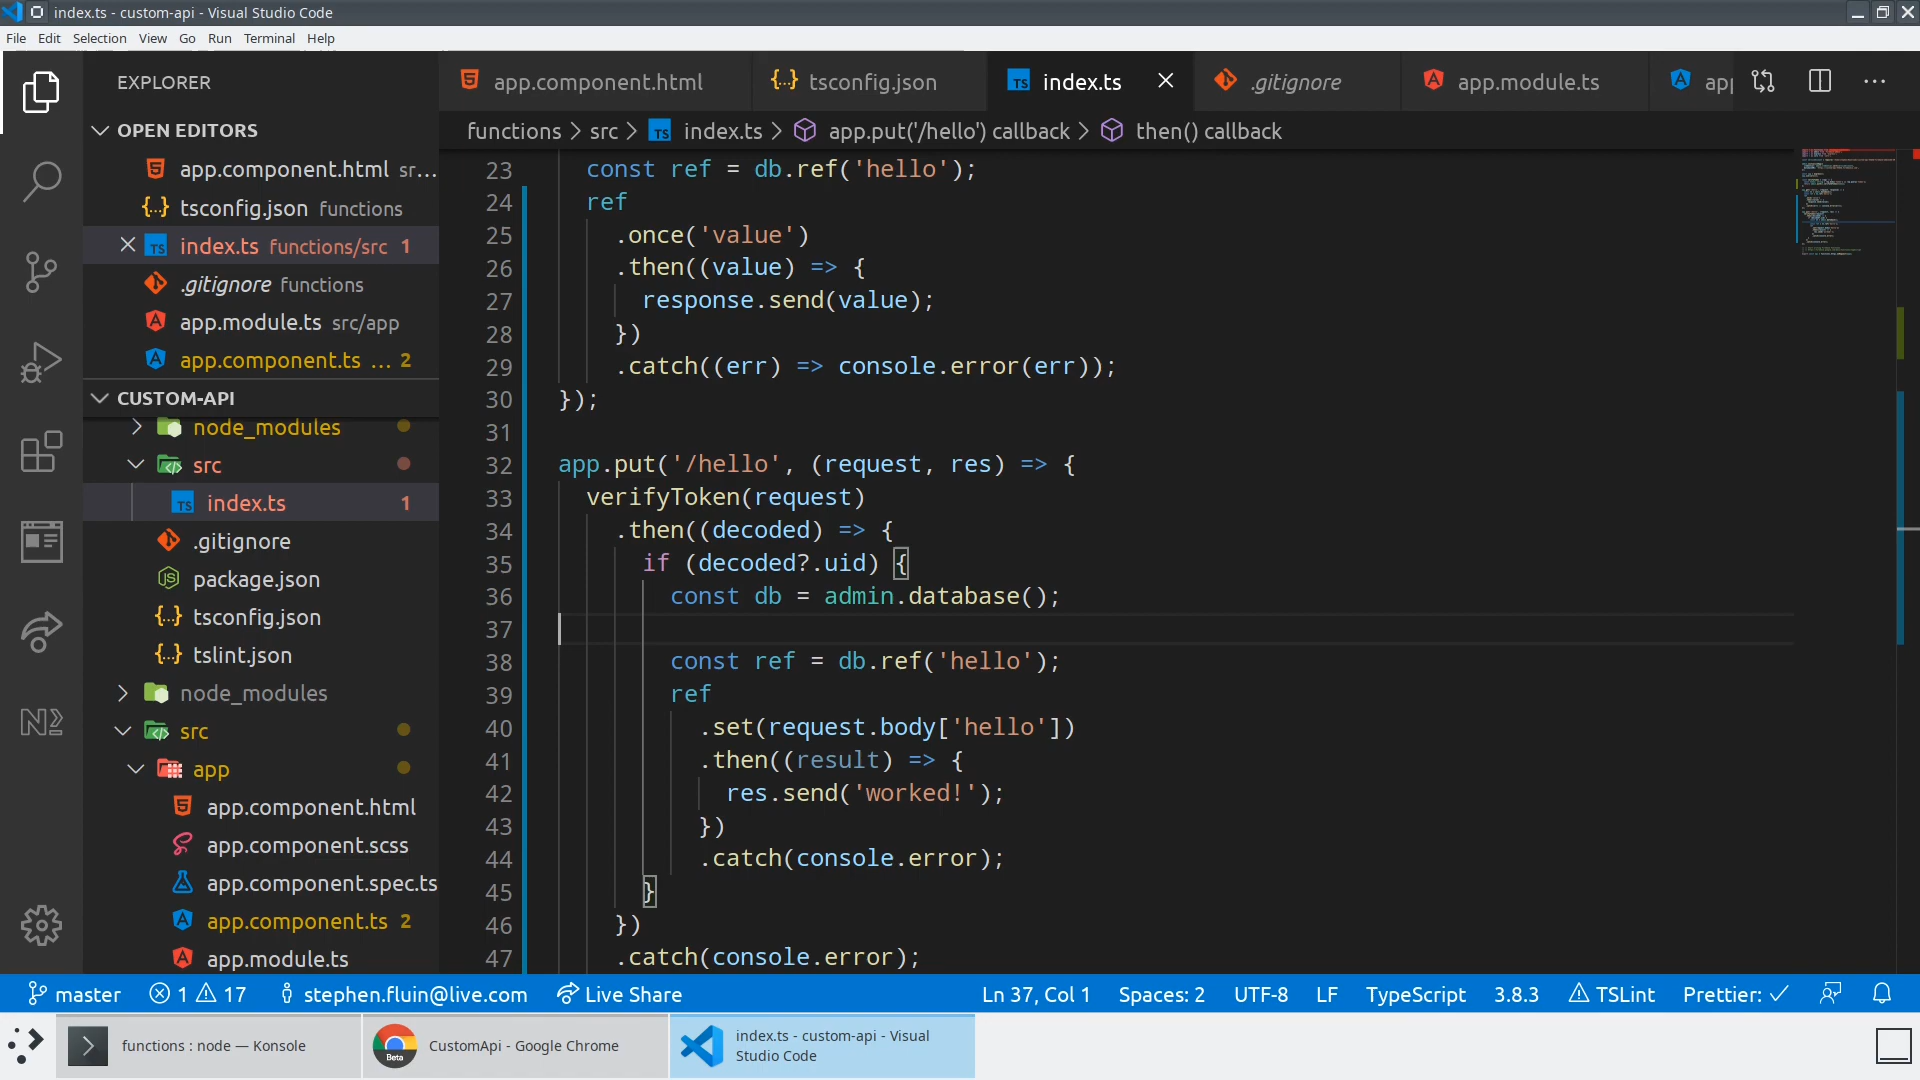 index.ts - custom-api - Visual Studio Code
File Edit Selection View Go Run Terminal Help
EXPLORER
OPEN EDITORS
app.component.html sr...
tsconfig.json functions
index.ts functions/src 1
.gitignore functions
app.module.ts src/app
app.component.ts ... 2
CUSTOM-API
node_modules
src
index.ts 1
.gitignore
package.json
tsconfig.json
tslint.json
node_modules
src
app
app.component.html
app.component.scss
app.component.spec.ts
app.component.ts 2
app.module.ts
app.component.html tsconfig.json index.ts .gitignore app.module.ts app
functions > src > TS index.ts > app.put('/hello') callback > then() callback
23 const ref = db.ref('hello');
24 ref
25 .once('value')
26 .then((value) => {
27 response.send(value);
28 })
29 .catch((err) => console.error(err));
30 });
31
32 app.put('/hello', (request, res) => {
33 verifyToken(request)
34 .then((decoded) => {
35 if (decoded?.uid) {
36 const db = admin.database();
37
38 const ref = db.ref('hello');
39 ref
40 .set(request.body['hello'])
41 .then((result) => {
42 res.send('worked!');
43 })
44 .catch(console.error);
45 }
46 })
47 .catch(console.error);
master 1 17 stephen.fluin@live.com Live Share Ln 37, Col 1 Spaces: 2 UTF-8 LF TypeScript 3.8.3 TSLint Prettier: ✓
functions : node — Konsole
Beta
CustomApi - Google Chrome
index.ts - custom-api - Visual
Studio Code